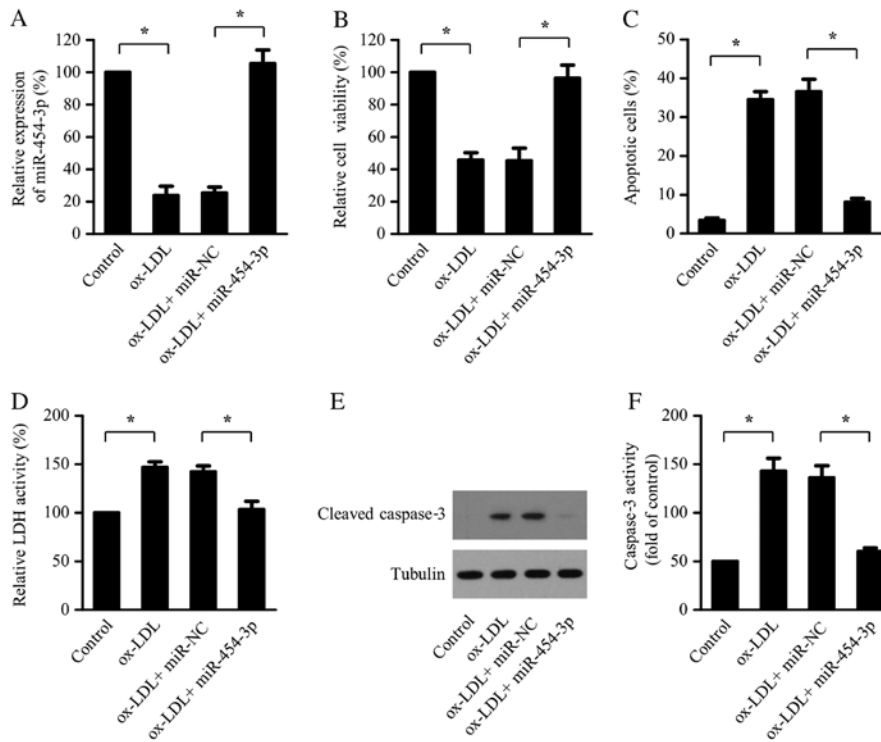 A
Relative expression
of miR-454-3p (%)
120
100
80
60
40
20
0
*
*
Control
ox-LDL
ox-LDL+ miR-NC
ox-LDL+ miR-454-3p
B
Relative cell viability (%)
120
100
80
60
40
20
0
*
*
Control
ox-LDL
ox-LDL+ miR-NC
ox-LDL+ miR-454-3p
C
Apoptotic cells (%)
50
40
30
20
10
0
*
*
Control
ox-LDL
ox-LDL+ miR-NC
ox-LDL+ miR-454-3p
D
Relative LDH activity (%)
200
150
100
50
0
*
*
Control
ox-LDL
ox-LDL+ miR-NC
ox-LDL+ miR-454-3p
E
Cleaved caspase-3
Tubulin
Control
ox-LDL
ox-LDL+ miR-NC
ox-LDL+ miR-454-3p
F
Caspase-3 activity
(fold of control)
200
150
100
50
0
*
*
Control
ox-LDL
ox-LDL+ miR-NC
ox-LDL+ miR-454-3p